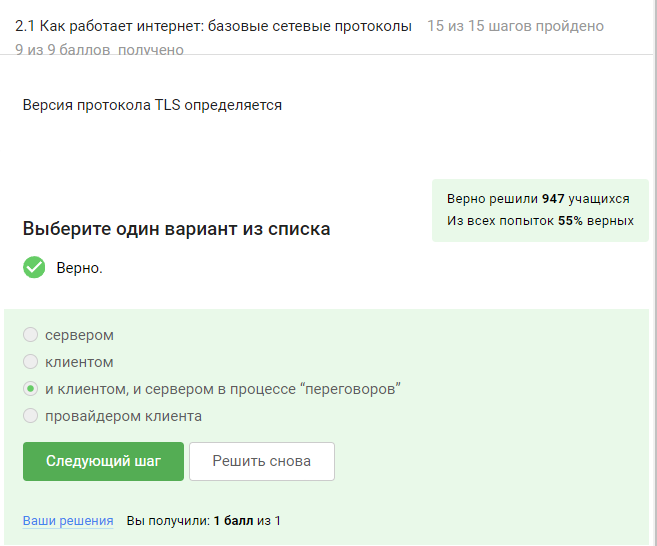 2.1 Как работает интернет: базовые сетевые протоколы 15 из 15 шагов пройдено
9 из 9 баллов получено
Версия протокола TLS определяется
Верно решили 947 учащихся
Из всех попыток 55% верных
Выберите один вариант из списка
Верно.
сервером
клиентом
и клиентом, и сервером в процессе “переговоров”
провайдером клиента
Следующий шаг Решить снова
Ваши решения Вы получили: 1 балл из 1